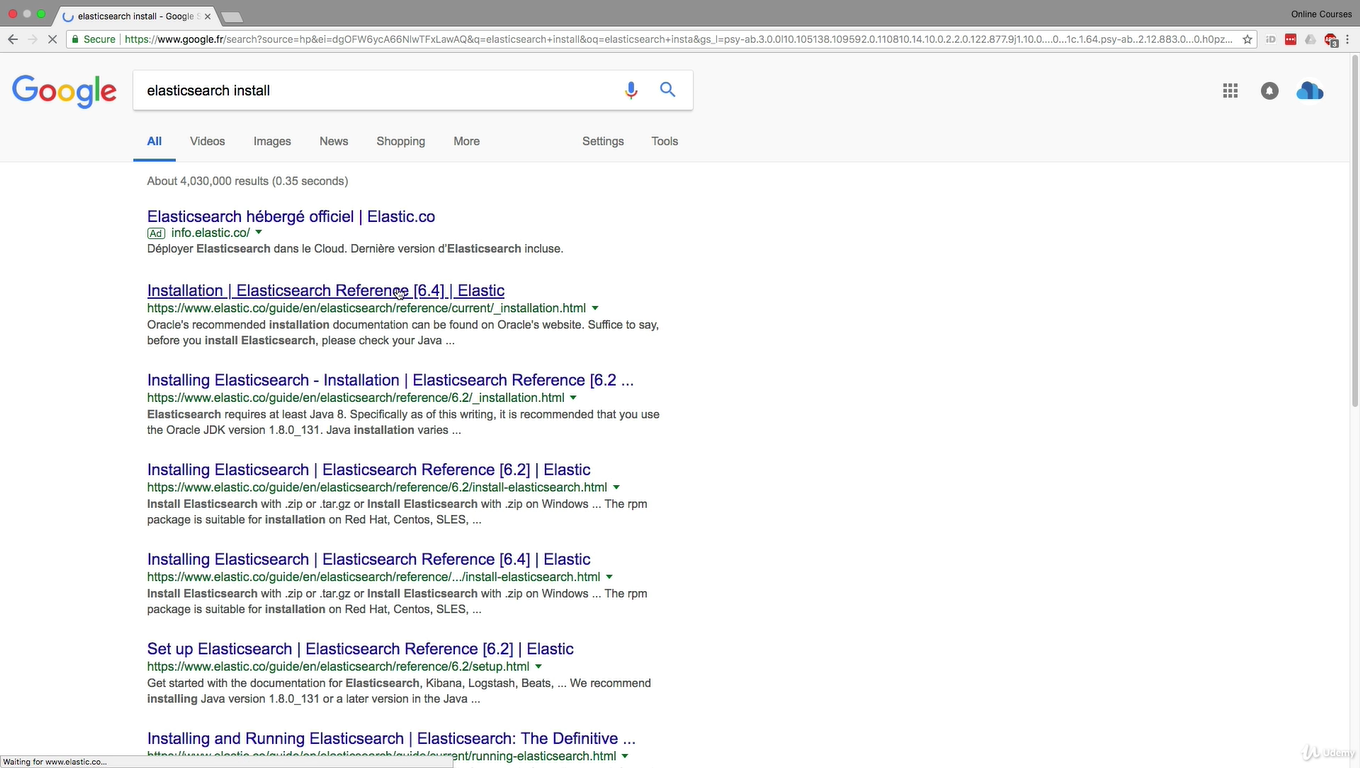 elasticsearch install - Google S
Online Courses
Secure | https://www.google.fr/search?source=hp&ei=dgOFW6ycA66NlwTFxLawAQ&q=elasticsearch+install&oq=elasticsearch+insta&gs_l=psy-ab.3.0.0l10.105138.109592.0.110810.14.10.0.2.2.0.122.877.9j1.10.0....0...1c.1.64.psy-ab..2.12.883.0...0.h0pz...
iD
3
Google
elasticsearch install
All Videos Images News Shopping More Settings Tools
About 4,030,000 results (0.35 seconds)
Elasticsearch hébergé officiel | Elastic.co
Ad info.elastic.co/
Déployer Elasticsearch dans le Cloud. Dernière version d'Elasticsearch incluse.
Installation | Elasticsearch Reference [6.4] | Elastic
https://www.elastic.co/guide/en/elasticsearch/reference/current/_installation.html
Oracle's recommended installation documentation can be found on Oracle's website. Suffice to say,
before you install Elasticsearch, please check your Java ...
Installing Elasticsearch - Installation | Elasticsearch Reference [6.2 ...
https://www.elastic.co/guide/en/elasticsearch/reference/6.2/_installation.html
Elasticsearch requires at least Java 8. Specifically as of this writing, it is recommended that you use
the Oracle JDK version 1.8.0_131. Java installation varies ...
Installing Elasticsearch | Elasticsearch Reference [6.2] | Elastic
https://www.elastic.co/guide/en/elasticsearch/reference/6.2/install-elasticsearch.html
Install Elasticsearch with .zip or .tar.gz or Install Elasticsearch with .zip on Windows ... The rpm
package is suitable for installation on Red Hat, Centos, SLES, ...
Installing Elasticsearch | Elasticsearch Reference [6.4] | Elastic
https://www.elastic.co/guide/en/elasticsearch/reference/.../install-elasticsearch.html
Install Elasticsearch with .zip or .tar.gz or Install Elasticsearch with .zip on Windows ... The rpm
package is suitable for installation on Red Hat, Centos, SLES, ...
Set up Elasticsearch | Elasticsearch Reference [6.2] | Elastic
https://www.elastic.co/guide/en/elasticsearch/reference/6.2/setup.html
Get started with the documentation for Elasticsearch, Kibana, Logstash, Beats, ... We recommend
installing Java version 1.8.0_131 or a later version in the Java ...
Installing and Running Elasticsearch | Elasticsearch: The Definitive ...
https://www.elastic.co/guide/en/elasticsearch/guide/current/running-elasticsearch.html
Waiting for www.elastic.co...
Udemy